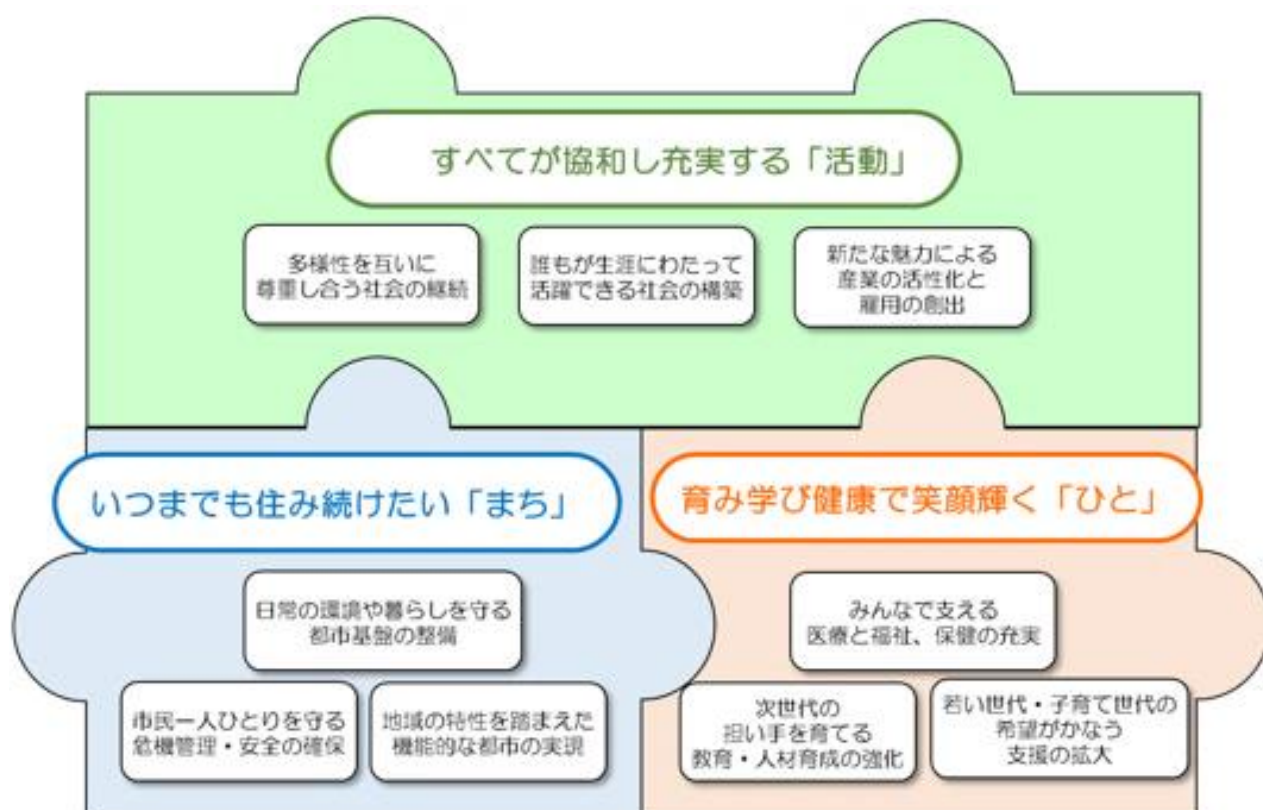 すべてが協和し充実する「活動」
多様性を互いに
尊重し合う社会の継続
誰もが生涯にわたって
活躍できる社会の構築
新たな魅力による
産業の活性化と
雇用の創出
いつまでも住み続けたい「まち」
日常の環境や暮らしを守る
都市基盤の整備
市民一人ひとりを守る
危機管理・安全の確保
地域の特性を踏まえた
機能的な都市の実現
育み学び健康で笑顔輝く「ひと」
みんなで支える
医療と福祉、保健の充実
次世代の
担い手を育てる
教育・人材育成の強化
若い世代・子育て世代の
希望がかなう
支援の拡大